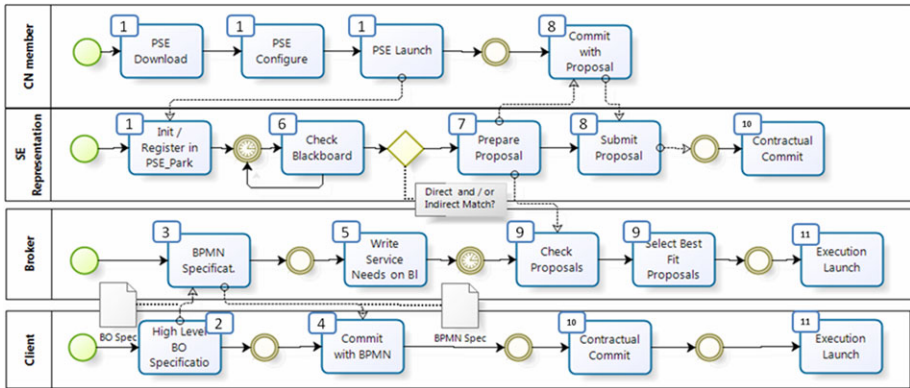 CN member
1
PSE
Download
1
PSE
Configure
1
PSE Launch
8
Commit
with
Proposal
SE
Representation
1
Init /
Register in
PSE_Park
6
Check
Blackboard
7
Prepare
Proposal
8
Submit
Proposal
10
Contractual
Commit
Direct and / or
Indirect Match?
Broker
3
BPMN
Specificat.
5
Write
Service
Needs on Bl
9
Check
Proposals
9
Select Best
Fit
Proposals
11
Execution
Launch
BO Spec
BPMN Spec
Client
2
High Level
BO
Specificatio
4
Commit
with BPMN
10
Contractual
Commit
11
Execution
Launch